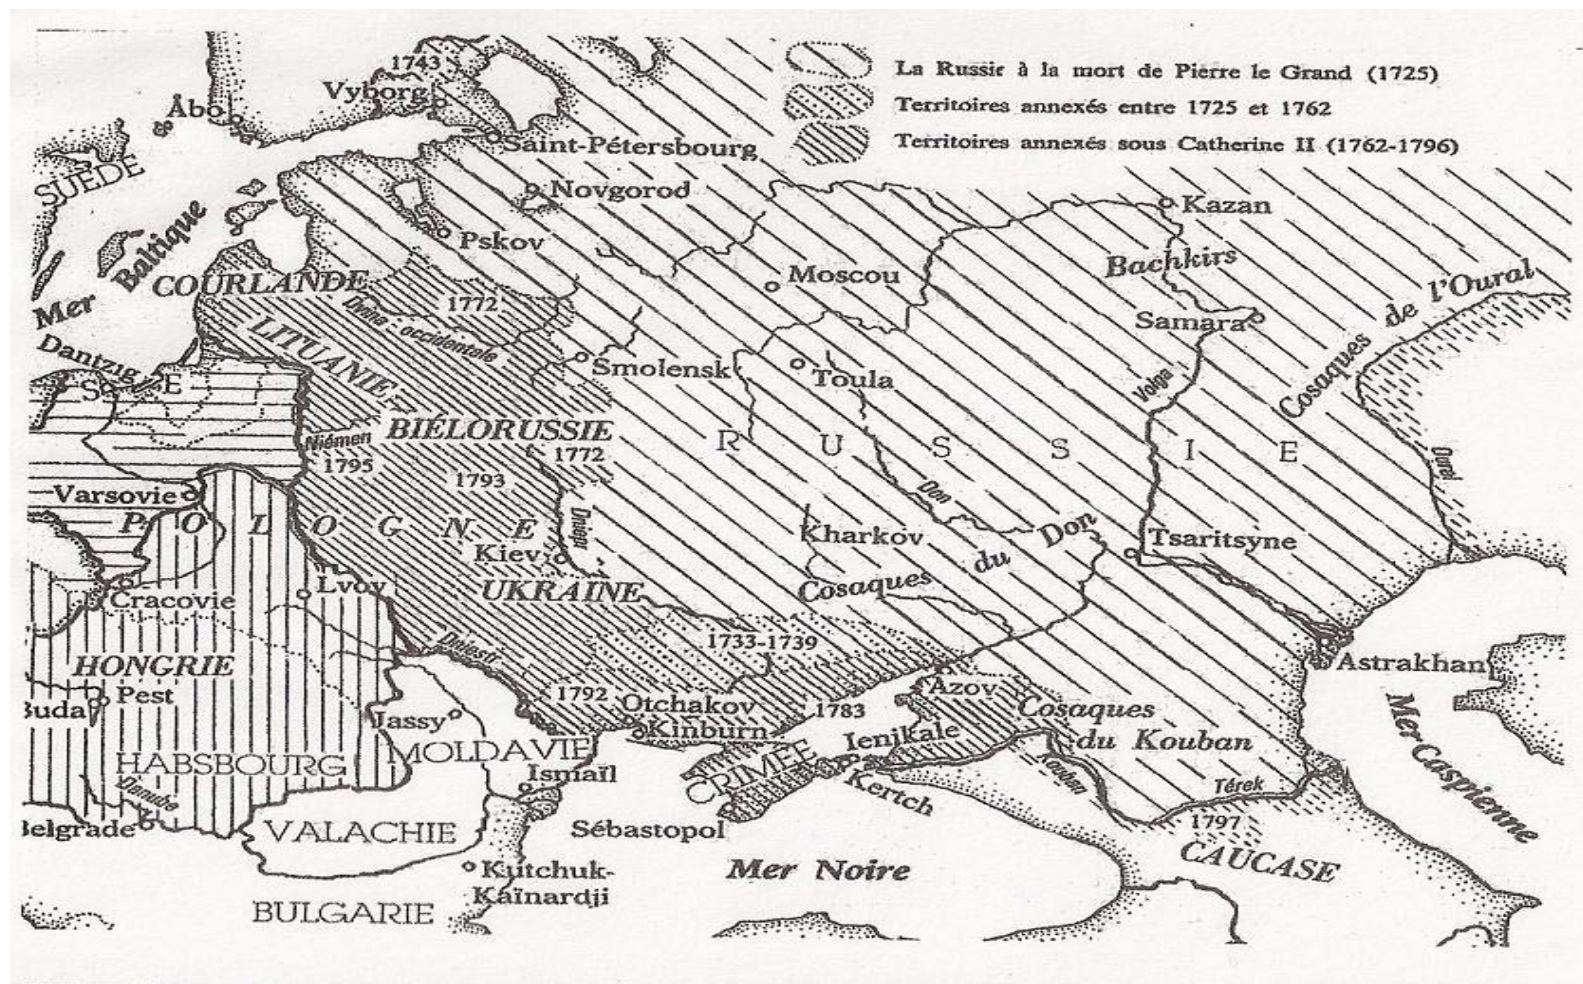 La Russie à la mort de Pierre le Grand (1725)
Territoires annexés entre 1725 et 1762
Territoires annexés sous Catherine II (1762-1796)
1743
Vyborg
Åbo
Saint-Pétersbourg
SUÈDE
Novgorod
Kazan
Mer Baltique
Pskov
Bachkirs
Moscou
COURLANDE
1772
Dvina occidentale
Cosaques de l'Oural
LITUANIE
Samara
Dantzig
Smolensk
Toula
Volga
S E
BIÉLORUSSIE
Niémen
1795
1772
1793
R U S S I E
Oural
Don
Varsovie
P O L O G N E
Dniepr
Kiev
Kharkov
Cosaques du Don
Tsaritsyne
Cracovie
Lvov
UKRAINE
1733-1739
Dniestr
HONGRIE
Astrakhan
Buda
Pest
1792
Otchakov
Kinburn
1783
Azov
Cosaques
du Kouban
Jassy
MOLDAVIE
Ienikale
Mer Caspienne
HABSBOURG
Danube
Ismaïl
CRIMÉE
Kertch
Kouban
Térek
Belgrade
VALACHIE
Sébastopol
1797
CAUCASE
Kutchuk-
Kaïnardji
Mer Noire
BULGARIE